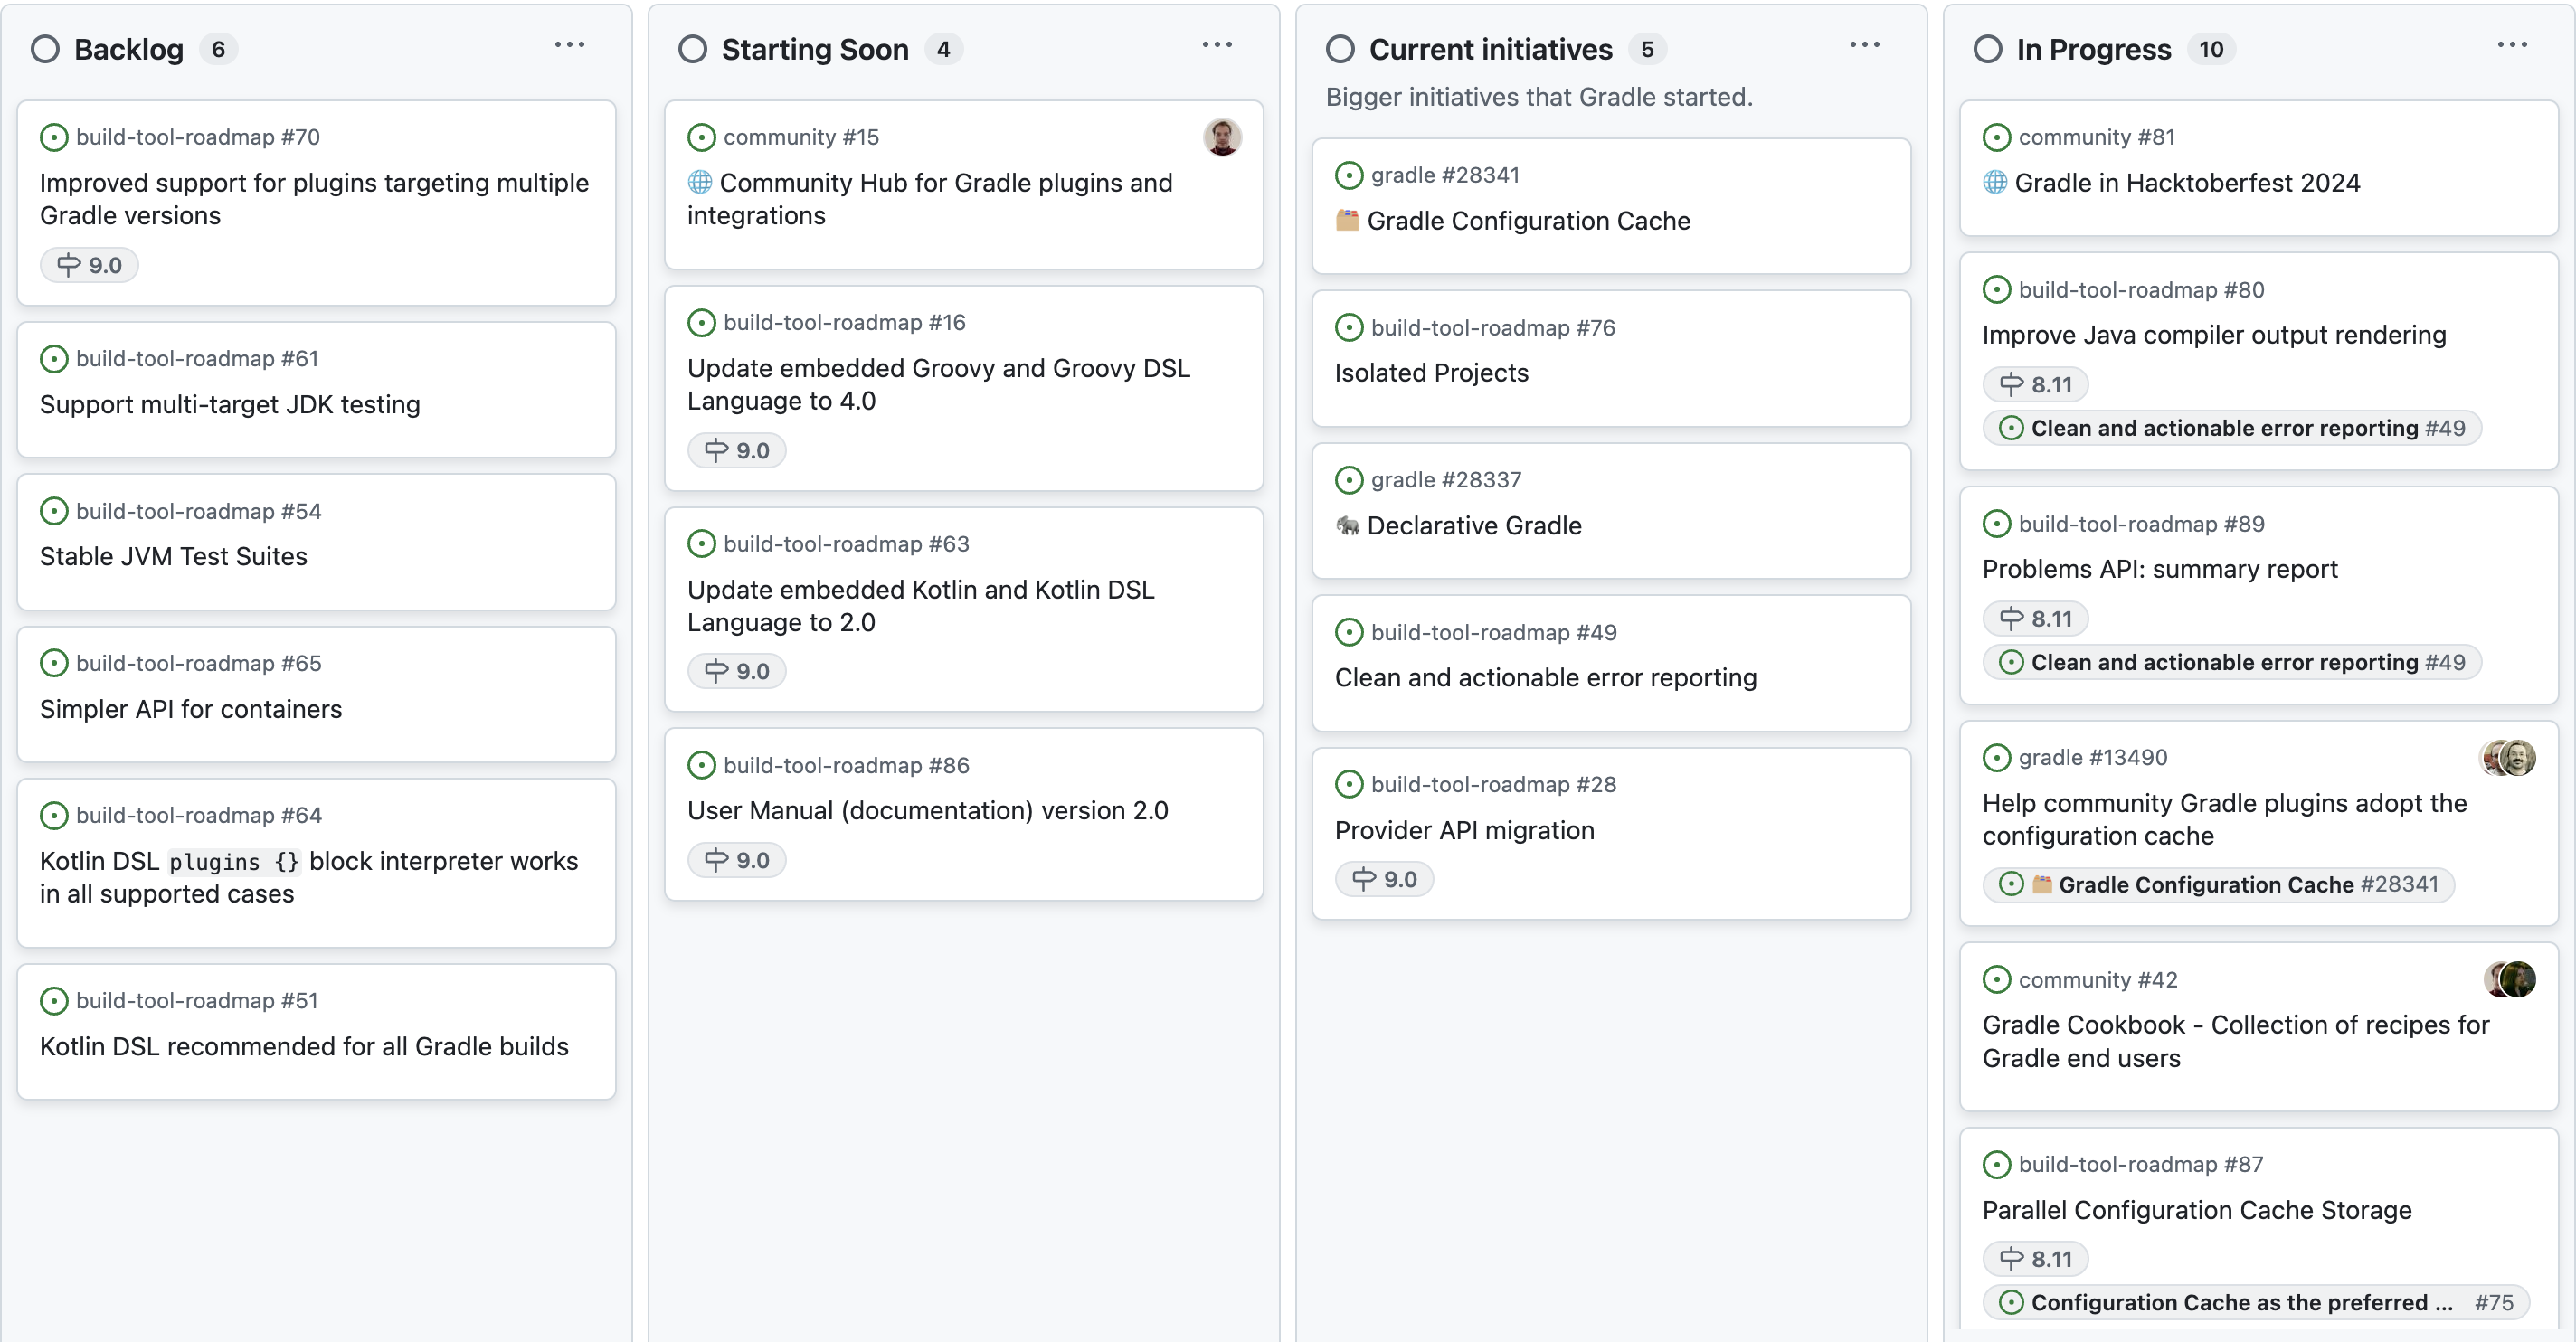 Backlog 6
build-tool-roadmap #70
Improved support for plugins targeting multiple
Gradle versions
9.0
build-tool-roadmap #61
Support multi-target JDK testing
build-tool-roadmap #54
Stable JVM Test Suites
build-tool-roadmap #65
Simpler API for containers
build-tool-roadmap #64
Kotlin DSL plugins {} block interpreter works
in all supported cases
build-tool-roadmap #51
Kotlin DSL recommended for all Gradle builds
Starting Soon 4
community #15
🌐 Community Hub for Gradle plugins and
integrations
build-tool-roadmap #16
Update embedded Groovy and Groovy DSL
Language to 4.0
9.0
build-tool-roadmap #63
Update embedded Kotlin and Kotlin DSL
Language to 2.0
9.0
build-tool-roadmap #86
User Manual (documentation) version 2.0
9.0
Current initiatives 5
Bigger initiatives that Gradle started.
gradle #28341
🗂️ Gradle Configuration Cache
build-tool-roadmap #76
Isolated Projects
gradle #28337
🐘 Declarative Gradle
build-tool-roadmap #49
Clean and actionable error reporting
build-tool-roadmap #28
Provider API migration
9.0
In Progress 10
community #81
🌐 Gradle in Hacktoberfest 2024
build-tool-roadmap #80
Improve Java compiler output rendering
8.11
Clean and actionable error reporting #49
build-tool-roadmap #89
Problems API: summary report
8.11
Clean and actionable error reporting #49
gradle #13490
Help community Gradle plugins adopt the
configuration cache
🗂️ Gradle Configuration Cache #28341
community #42
Gradle Cookbook - Collection of recipes for
Gradle end users
build-tool-roadmap #87
Parallel Configuration Cache Storage
8.11
Configuration Cache as the preferred ... #75